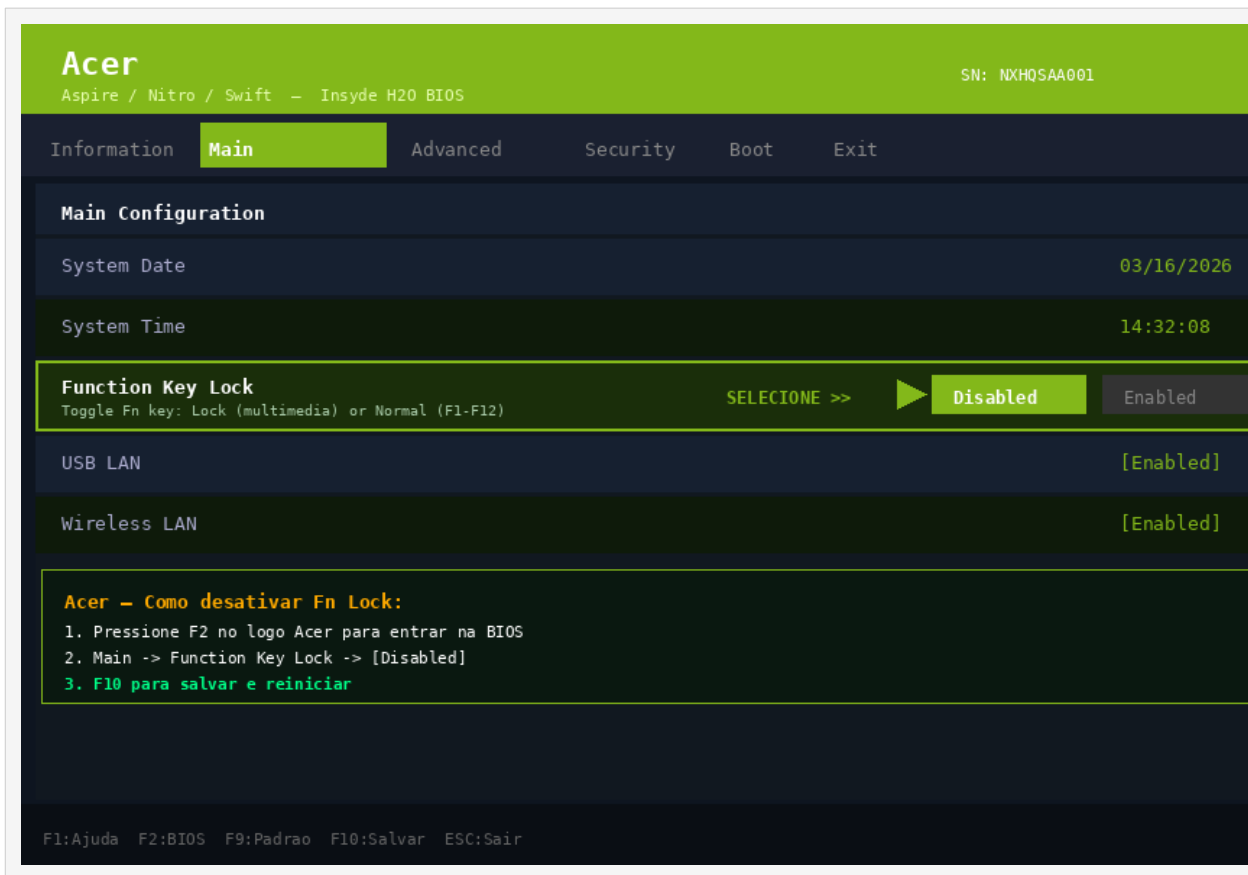 Acer
Aspire / Nitro / Swift — Insyde H2O BIOS
SN: NXHQSAA001
Information Main Advanced Security Boot Exit
Main Configuration
System Date 03/16/2026
System Time 14:32:08
Function Key Lock
Toggle Fn key: Lock (multimedia) or Normal (F1-F12)
SELECIONE >> Disabled Enabled
USB LAN [Enabled]
Wireless LAN [Enabled]
Acer — Como desativar Fn Lock:
1. Pressione F2 no logo Acer para entrar na BIOS
2. Main -> Function Key Lock -> [Disabled]
3. F10 para salvar e reiniciar
F1:Ajuda F2:BIOS F9:Padrao F10:Salvar ESC:Sair